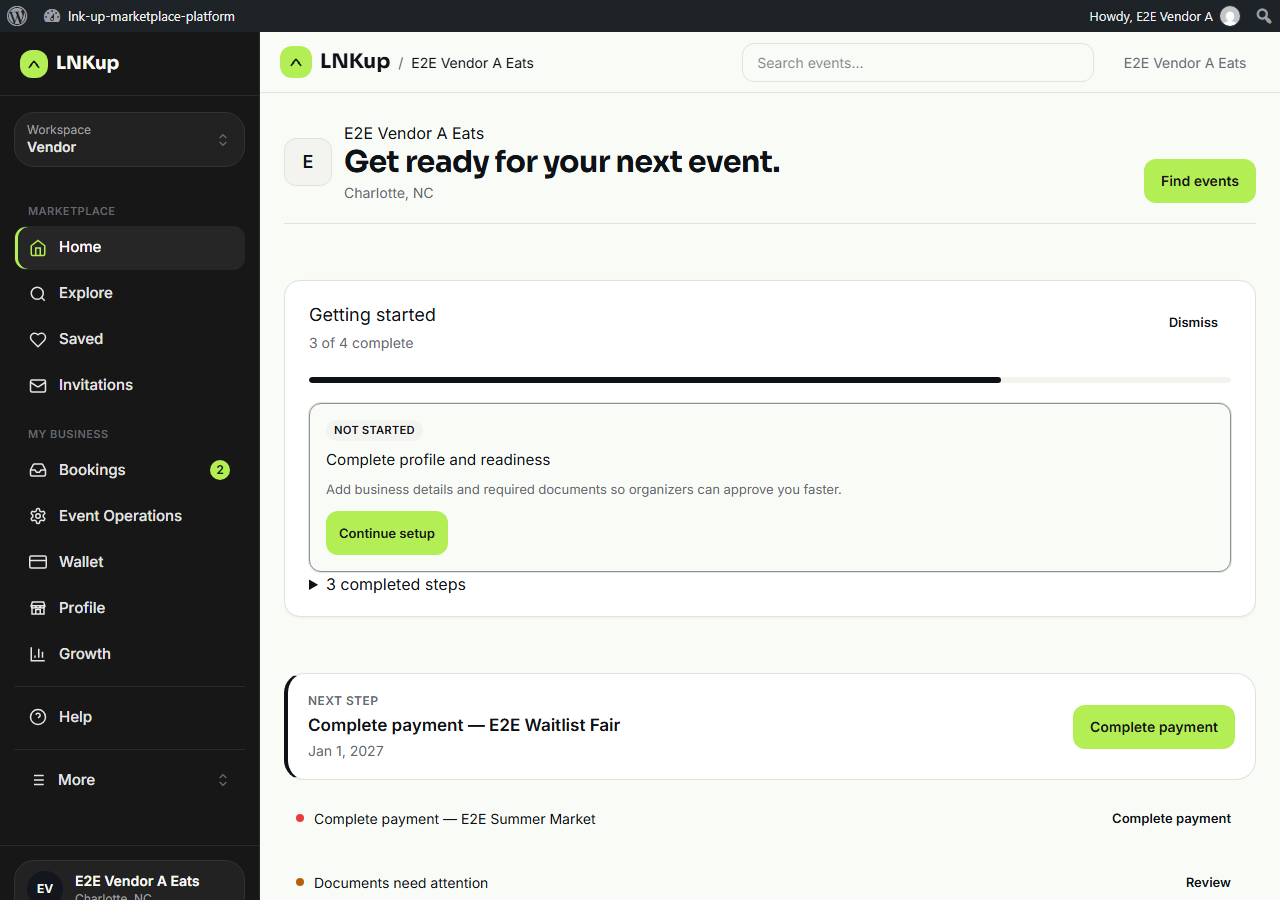 lnk-up-marketplace-platform
Howdy, E2E Vendor A
LNKup
Workspace
Vendor
MARKETPLACE
Home
Explore
Saved
Invitations
MY BUSINESS
Bookings 2
Event Operations
Wallet
Profile
Growth
Help
More
EV
E2E Vendor A Eats
Charlotte, NC
LNKup / E2E Vendor A Eats
Search events...
E2E Vendor A Eats
E
E2E Vendor A Eats
Get ready for your next event.
Charlotte, NC
Find events
Getting started
3 of 4 complete
Dismiss
NOT STARTED
Complete profile and readiness
Add business details and required documents so organizers can approve you faster.
Continue setup
3 completed steps
NEXT STEP
Complete payment — E2E Waitlist Fair
Jan 1, 2027
Complete payment
Complete payment — E2E Summer Market
Complete payment
Documents need attention
Review